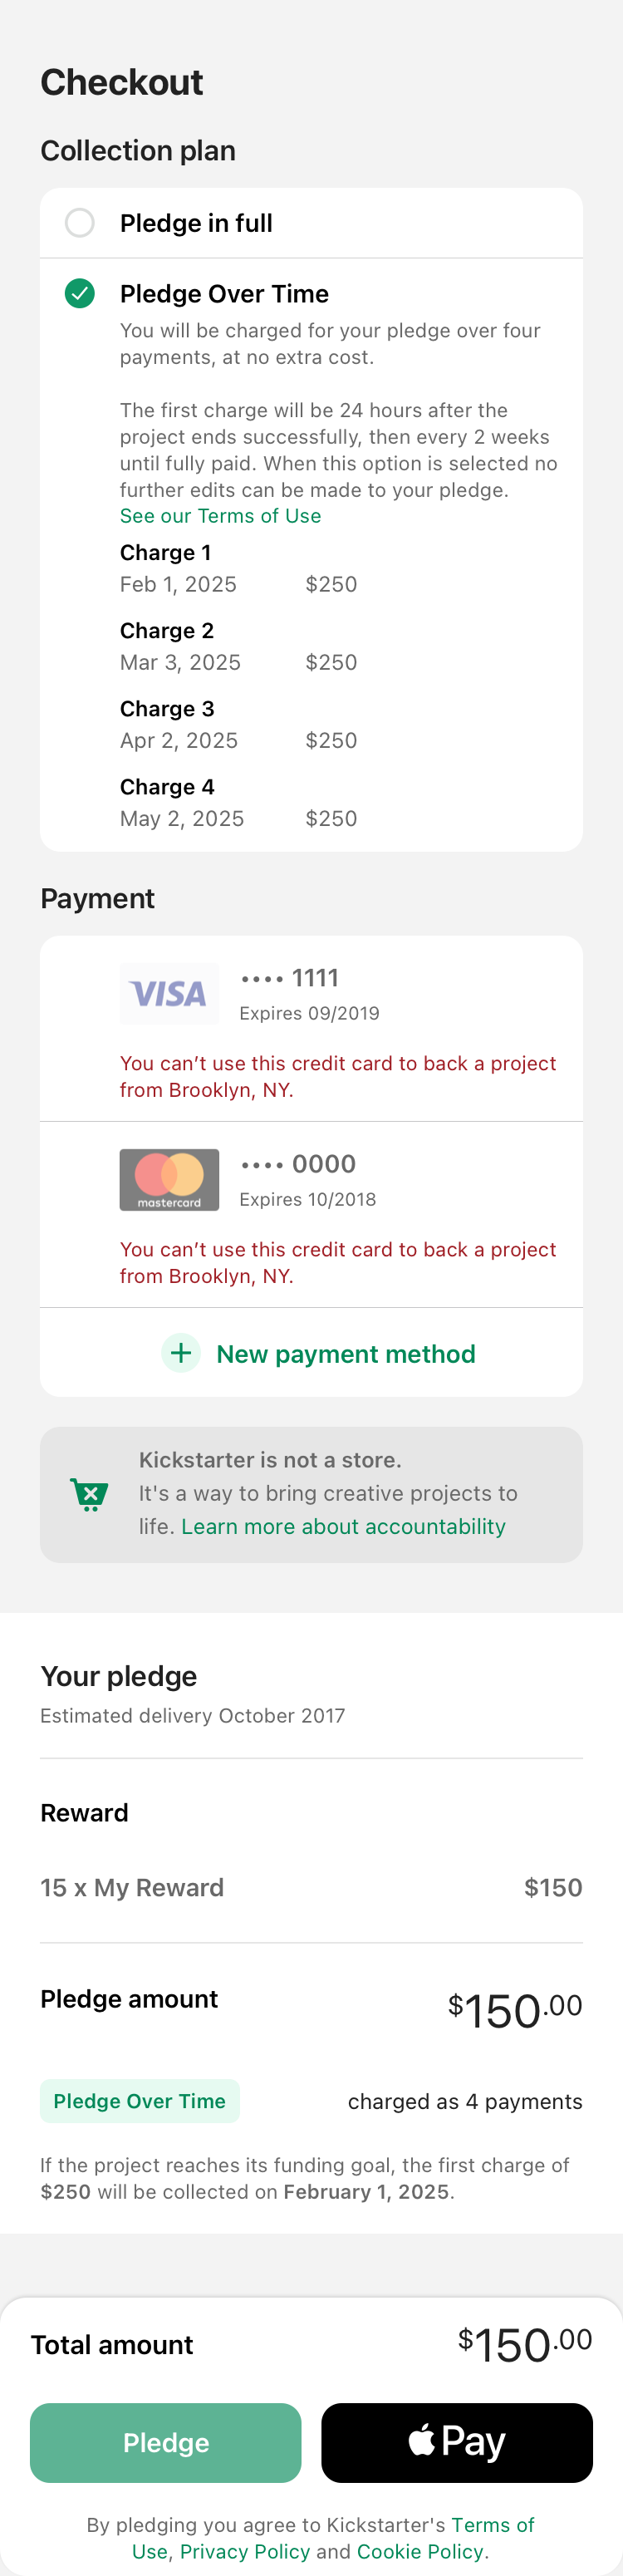 Checkout
Collection plan
Pledge in full
Pledge Over Time
You will be charged for your pledge over four
payments, at no extra cost.
The first charge will be 24 hours after the
project ends successfully, then every 2 weeks
until fully paid. When this option is selected no
further edits can be made to your pledge.
See our Terms of Use
Charge 1
Feb 1, 2025 $250
Charge 2
Mar 3, 2025 $250
Charge 3
Apr 2, 2025 $250
Charge 4
May 2, 2025 $250
Payment
VISA •••• 1111
Expires 09/2019
You can’t use this credit card to back a project
from Brooklyn, NY.
•••• 0000
mastercard Expires 10/2018
You can’t use this credit card to back a project
from Brooklyn, NY.
New payment method
Kickstarter is not a store.
It's a way to bring creative projects to
life. Learn more about accountability
Your pledge
Estimated delivery October 2017
Reward
15 x My Reward $150
Pledge amount $150.00
Pledge Over Time charged as 4 payments
If the project reaches its funding goal, the first charge of
$250 will be collected on February 1, 2025.
Total amount $150.00
Pledge Pay
By pledging you agree to Kickstarter's Terms of
Use, Privacy Policy and Cookie Policy.